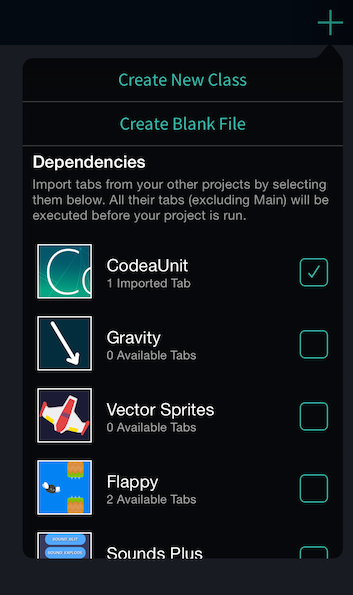 Create New Class
Create Blank File
Dependencies
Import tabs from your other projects by selecting
them below. All their tabs (excluding Main) will be
executed before your project is run.
CodeaUnit
1 Imported Tab
Gravity
0 Available Tabs
Vector Sprites
0 Available Tabs
Flappy
2 Available Tabs
SOUND BLIT
SOUND EXPLODE
Sounds Plus